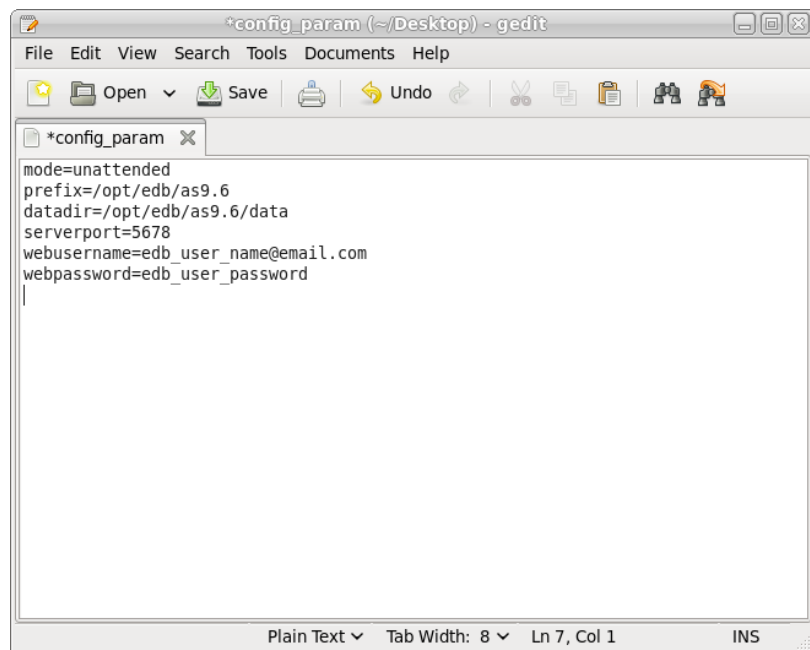 *config_param (~/Desktop) - gedit
File Edit View Search Tools Documents Help
Open Save Undo
*config_param
mode=unattended
prefix=/opt/edb/as9.6
datadir=/opt/edb/as9.6/data
serverport=5678
webusername=edb_user_name@email.com
webpassword=edb_user_password
Plain Text Tab Width: 8 Ln 7, Col 1 INS